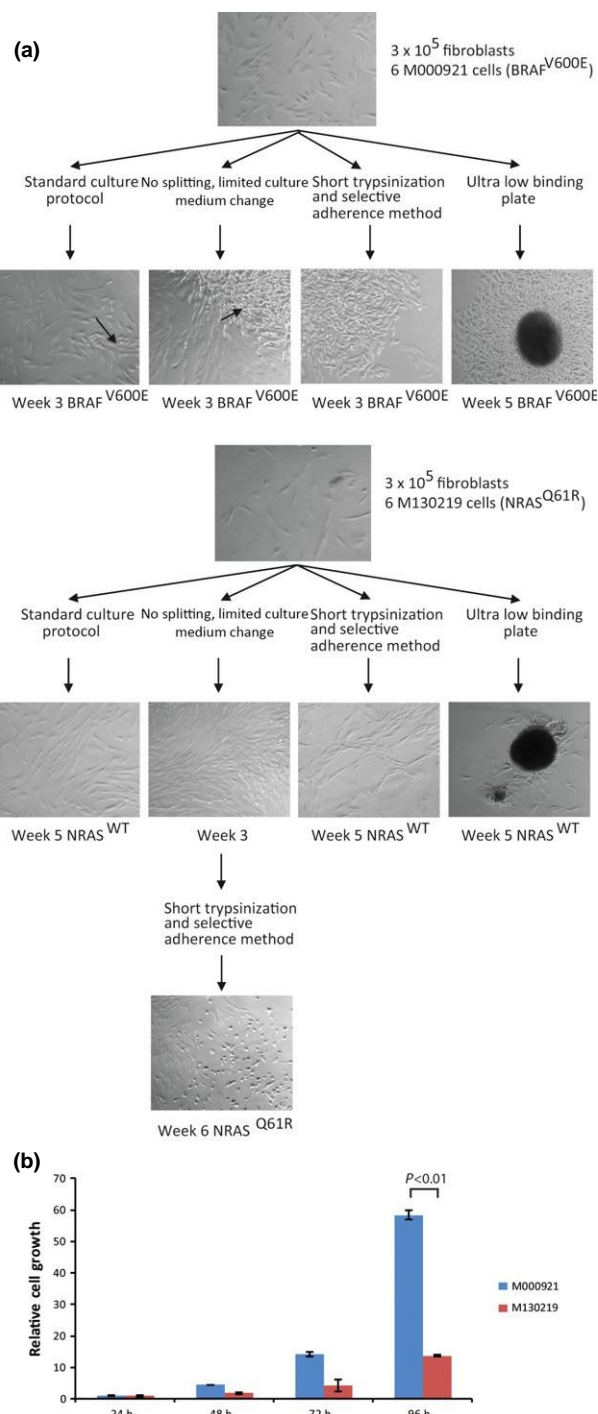 (a)
3 x 10⁵ fibroblasts
6 M000921 cells (BRAF^V600E)
Standard culture
protocol
No splitting, limited culture
medium change
Short trypsinization
and selective
adherence method
Ultra low binding
plate
Week 3 BRAF^V600E
Week 3 BRAF^V600E
Week 3 BRAF^V600E
Week 5 BRAF^V600E
3 x 10⁵ fibroblasts
6 M130219 cells (NRAS^Q61R)
Standard culture
protocol
No splitting, limited culture
medium change
Short trypsinization
and selective
adherence method
Ultra low binding
plate
Week 5 NRAS^WT
Week 3
Week 5 NRAS^WT
Week 5 NRAS^WT
Short trypsinization
and selective
adherence method
Week 6 NRAS^Q61R
(b)
Relative cell growth
70
60
50
40
30
20
10
0
P<0.01
M000921
M130219
24 h
48 h
72 h
96 h